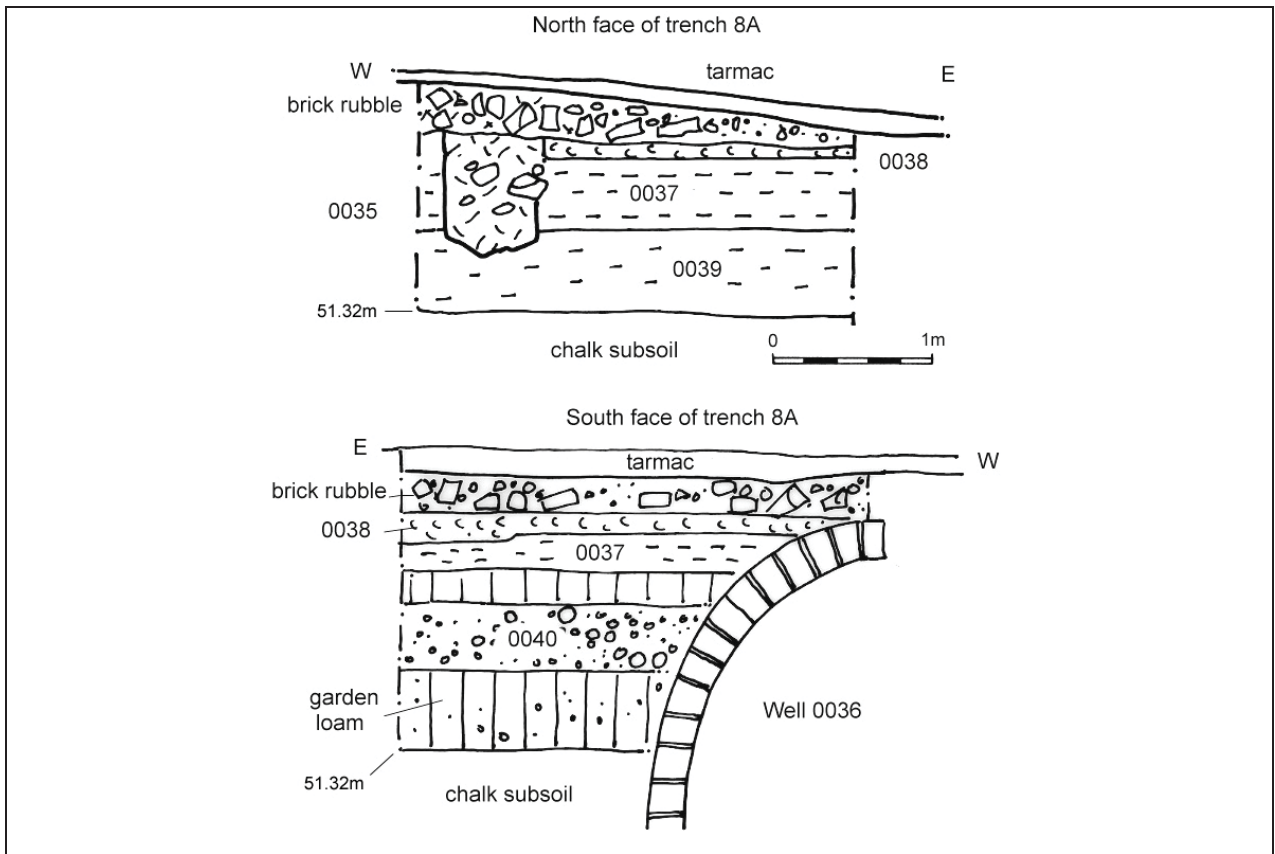 North face of trench 8A
W
tarmac
E
brick rubble
0038
0037
0035
0039
51.32m
0
1m
chalk subsoil
South face of trench 8A
E
tarmac
W
brick rubble
0038
0037
0040
garden
loam
Well 0036
51.32m
chalk subsoil